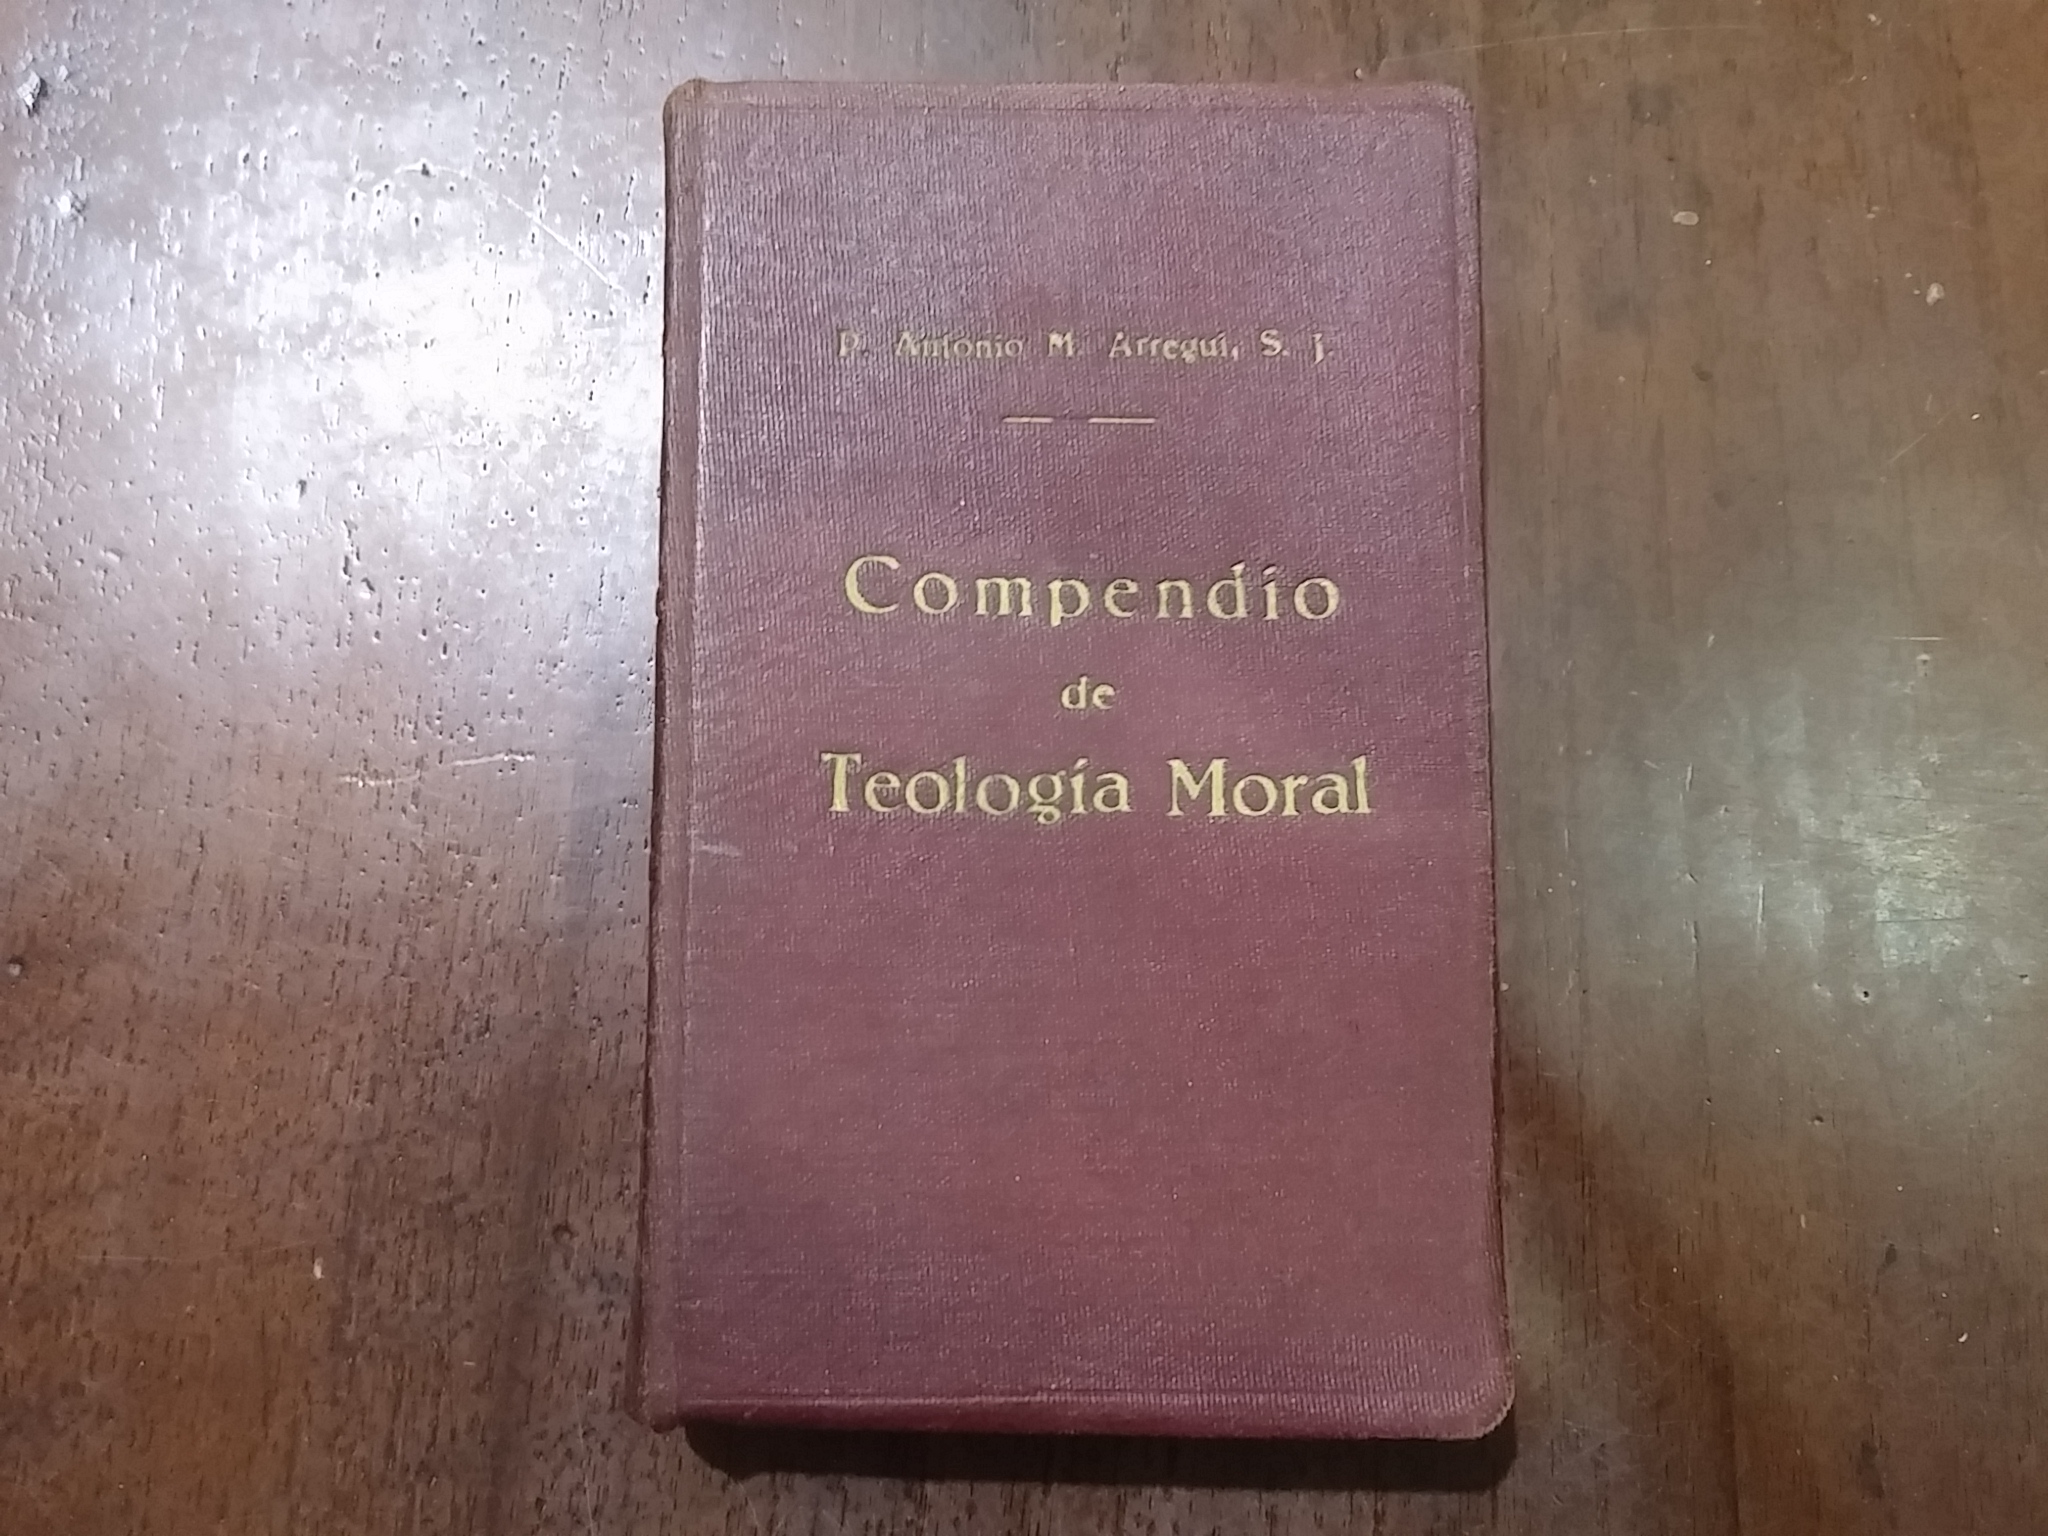 P. Antonio M. Arregui, S. J.
Compendio
de
Teología Moral